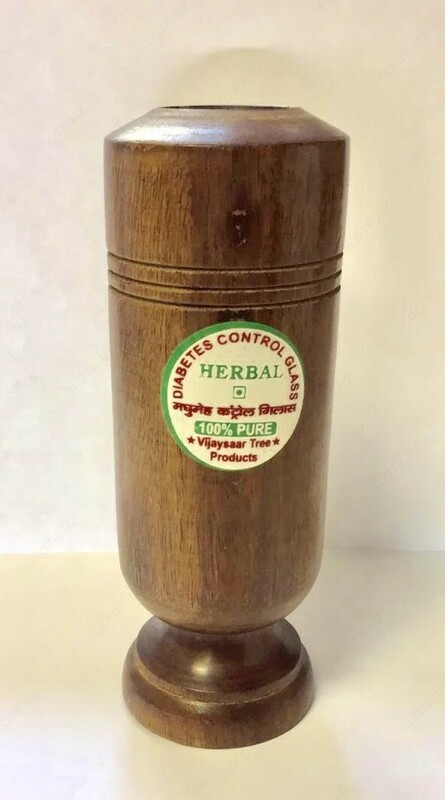 DIABETES CONTROL GLASS
HERBAL
मधुमेह कंट्रोल गिलास
100% PURE
★ Vijaysaar Tree ★
Products